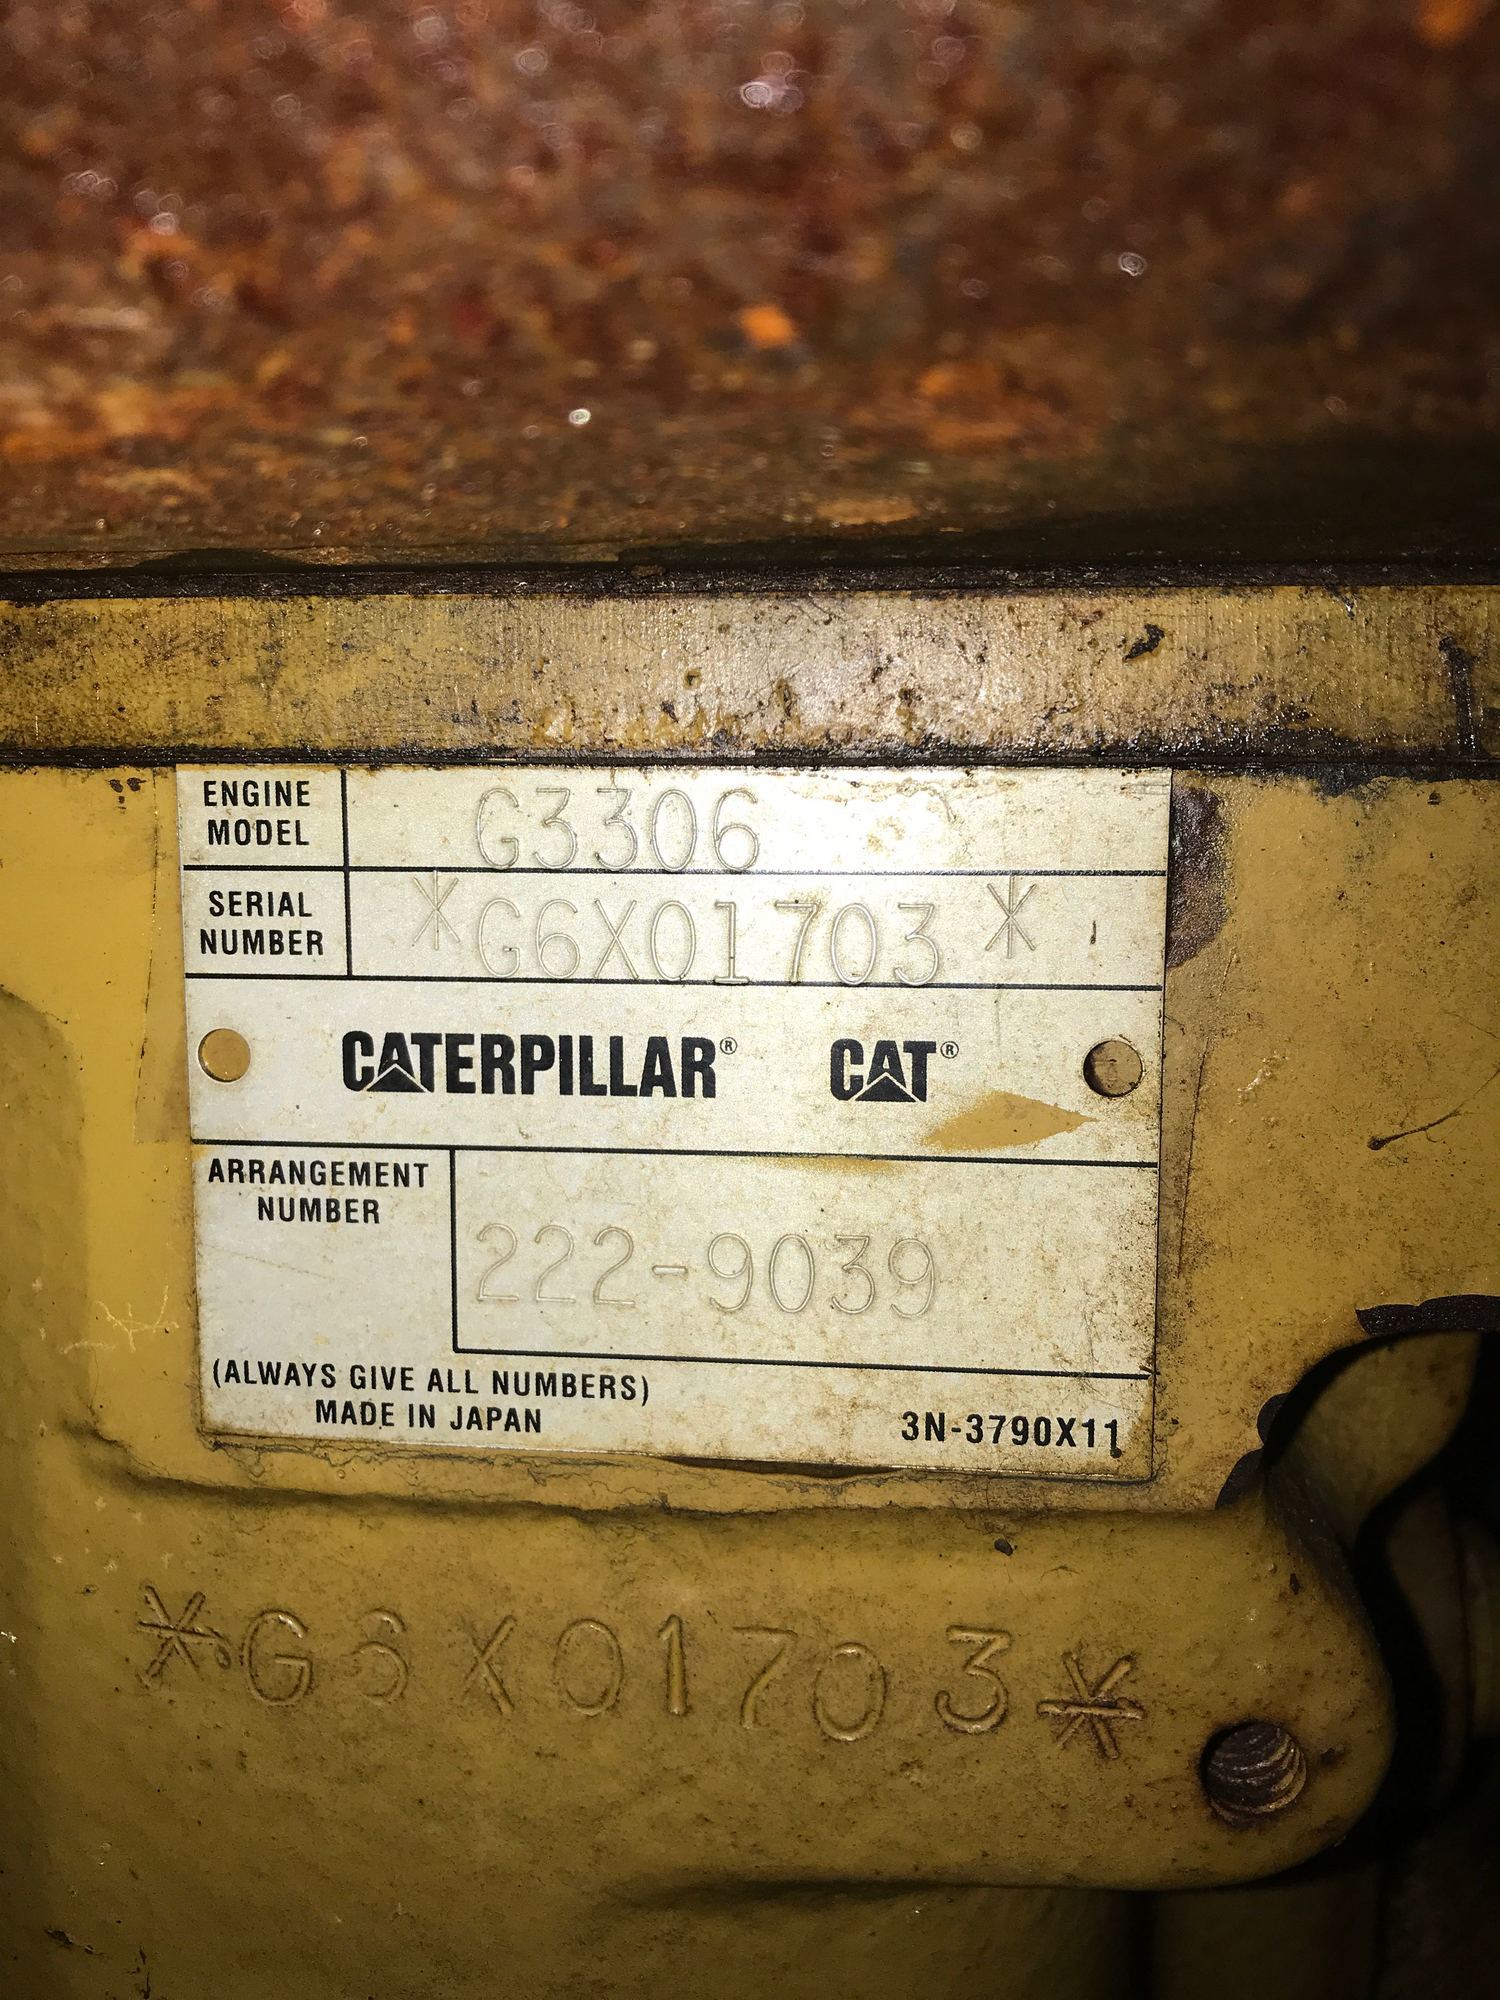 ENGINE
MODEL
G3306
SERIAL
NUMBER
*G6X01703*
CATERPILLAR® CAT®
ARRANGEMENT
NUMBER
222-9039
(ALWAYS GIVE ALL NUMBERS)
MADE IN JAPAN
3N-3790X11
*G6X01703*